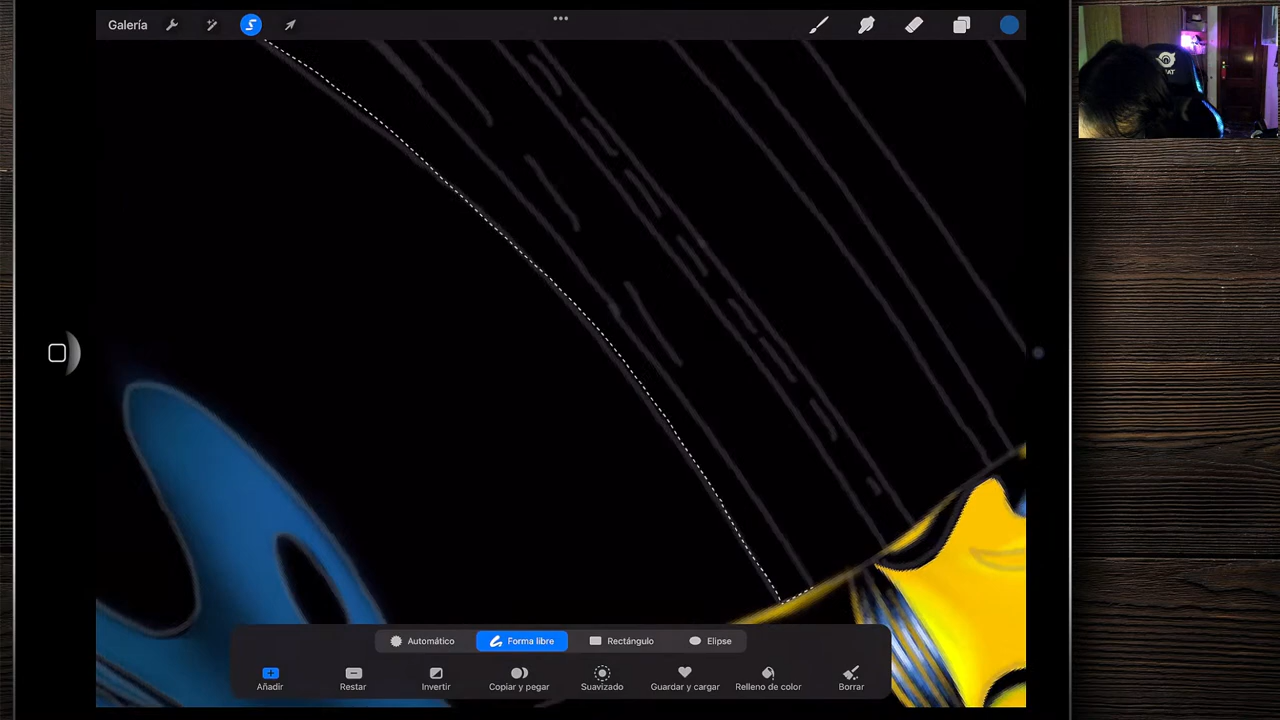 Galería
Automático
Forma libre
Rectángulo
Elipse
Añadir
Restar
Invertir
Copiar y pegar
Suavizado
Guardar y cargar
Relleno de color
Borrar